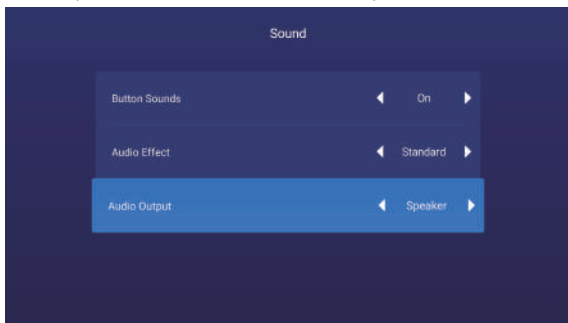 Sound
Button Sounds On
Audio Effect Standard
Audio Output Speaker